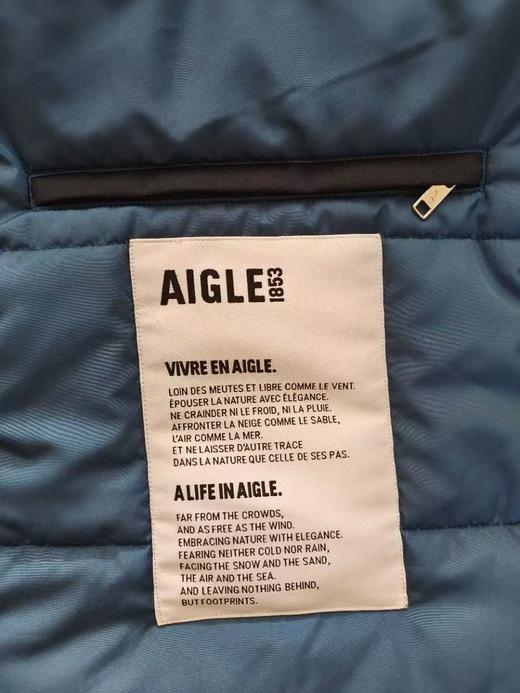 AIGLE 1853
VIVRE EN AIGLE.
LOIN DES MEUTES ET LIBRE COMME LE VENT.
ÉPOUSER LA NATURE AVEC ÉLÉGANCE.
NE CRAINDER NI LE FROID, NI LA PLUIE.
AFFRONTER LA NEIGE COMME LE SABLE,
L'AIR COMME LA MER.
ET NE LAISSER D'AUTRE TRACE
DANS LA NATURE QUE CELLE DE SES PAS.
A LIFE IN AIGLE.
FAR FROM THE CROWDS,
AND AS FREE AS THE WIND.
EMBRACING NATURE WITH ELEGANCE.
FEARING NEITHER COLD NOR RAIN,
FACING THE SNOW AND THE SAND,
THE AIR AND THE SEA.
AND LEAVING NOTHING BEHIND,
BUT FOOTPRINTS.